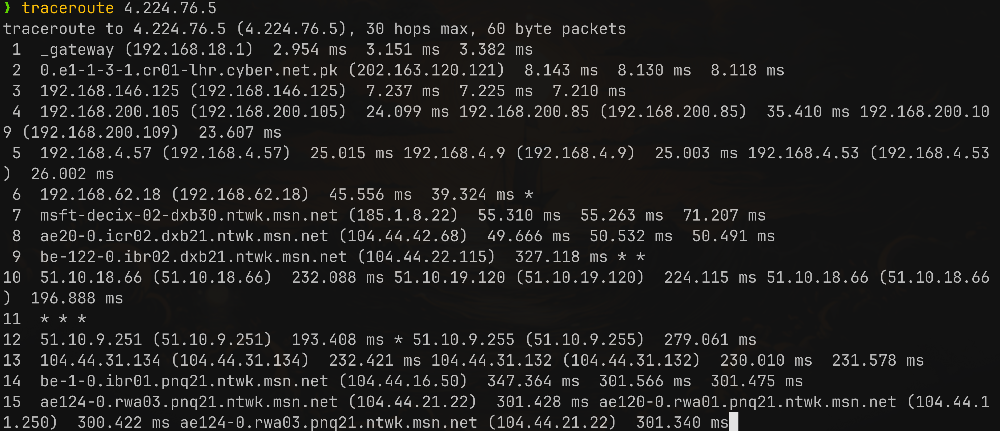 ❯ traceroute 4.224.76.5
traceroute to 4.224.76.5 (4.224.76.5), 30 hops max, 60 byte packets
 1  _gateway (192.168.18.1)  2.954 ms  3.151 ms  3.382 ms
 2  0.e1-1-3-1.cr01-lhr.cyber.net.pk (202.163.120.121)  8.143 ms  8.130 ms  8.118 ms
 3  192.168.146.125 (192.168.146.125)  7.237 ms  7.225 ms  7.210 ms
 4  192.168.200.105 (192.168.200.105)  24.099 ms 192.168.200.85 (192.168.200.85)  35.410 ms 192.168.200.10
9 (192.168.200.109)  23.607 ms
 5  192.168.4.57 (192.168.4.57)  25.015 ms 192.168.4.9 (192.168.4.9)  25.003 ms 192.168.4.53 (192.168.4.53
)  26.002 ms
 6  192.168.62.18 (192.168.62.18)  45.556 ms  39.324 ms *
 7  msft-decix-02-dxb30.ntwk.msn.net (185.1.8.22)  55.310 ms  55.263 ms  71.207 ms
 8  ae20-0.icr02.dxb21.ntwk.msn.net (104.44.42.68)  49.666 ms  50.532 ms  50.491 ms
 9  be-122-0.ibr02.dxb21.ntwk.msn.net (104.44.22.115)  327.118 ms * *
10  51.10.18.66 (51.10.18.66)  232.088 ms 51.10.19.120 (51.10.19.120)  224.115 ms 51.10.18.66 (51.10.18.66
)  196.888 ms
11  * * *
12  51.10.9.251 (51.10.9.251)  193.408 ms * 51.10.9.255 (51.10.9.255)  279.061 ms
13  104.44.31.134 (104.44.31.134)  232.421 ms 104.44.31.132 (104.44.31.132)  230.010 ms  231.578 ms
14  be-1-0.ibr01.pnq21.ntwk.msn.net (104.44.16.50)  347.364 ms  301.566 ms  301.475 ms
15  ae124-0.rwa03.pnq21.ntwk.msn.net (104.44.21.22)  301.428 ms ae120-0.rwa01.pnq21.ntwk.msn.net (104.44.1
1.250)  300.422 ms ae124-0.rwa03.pnq21.ntwk.msn.net (104.44.21.22)  301.340 ms